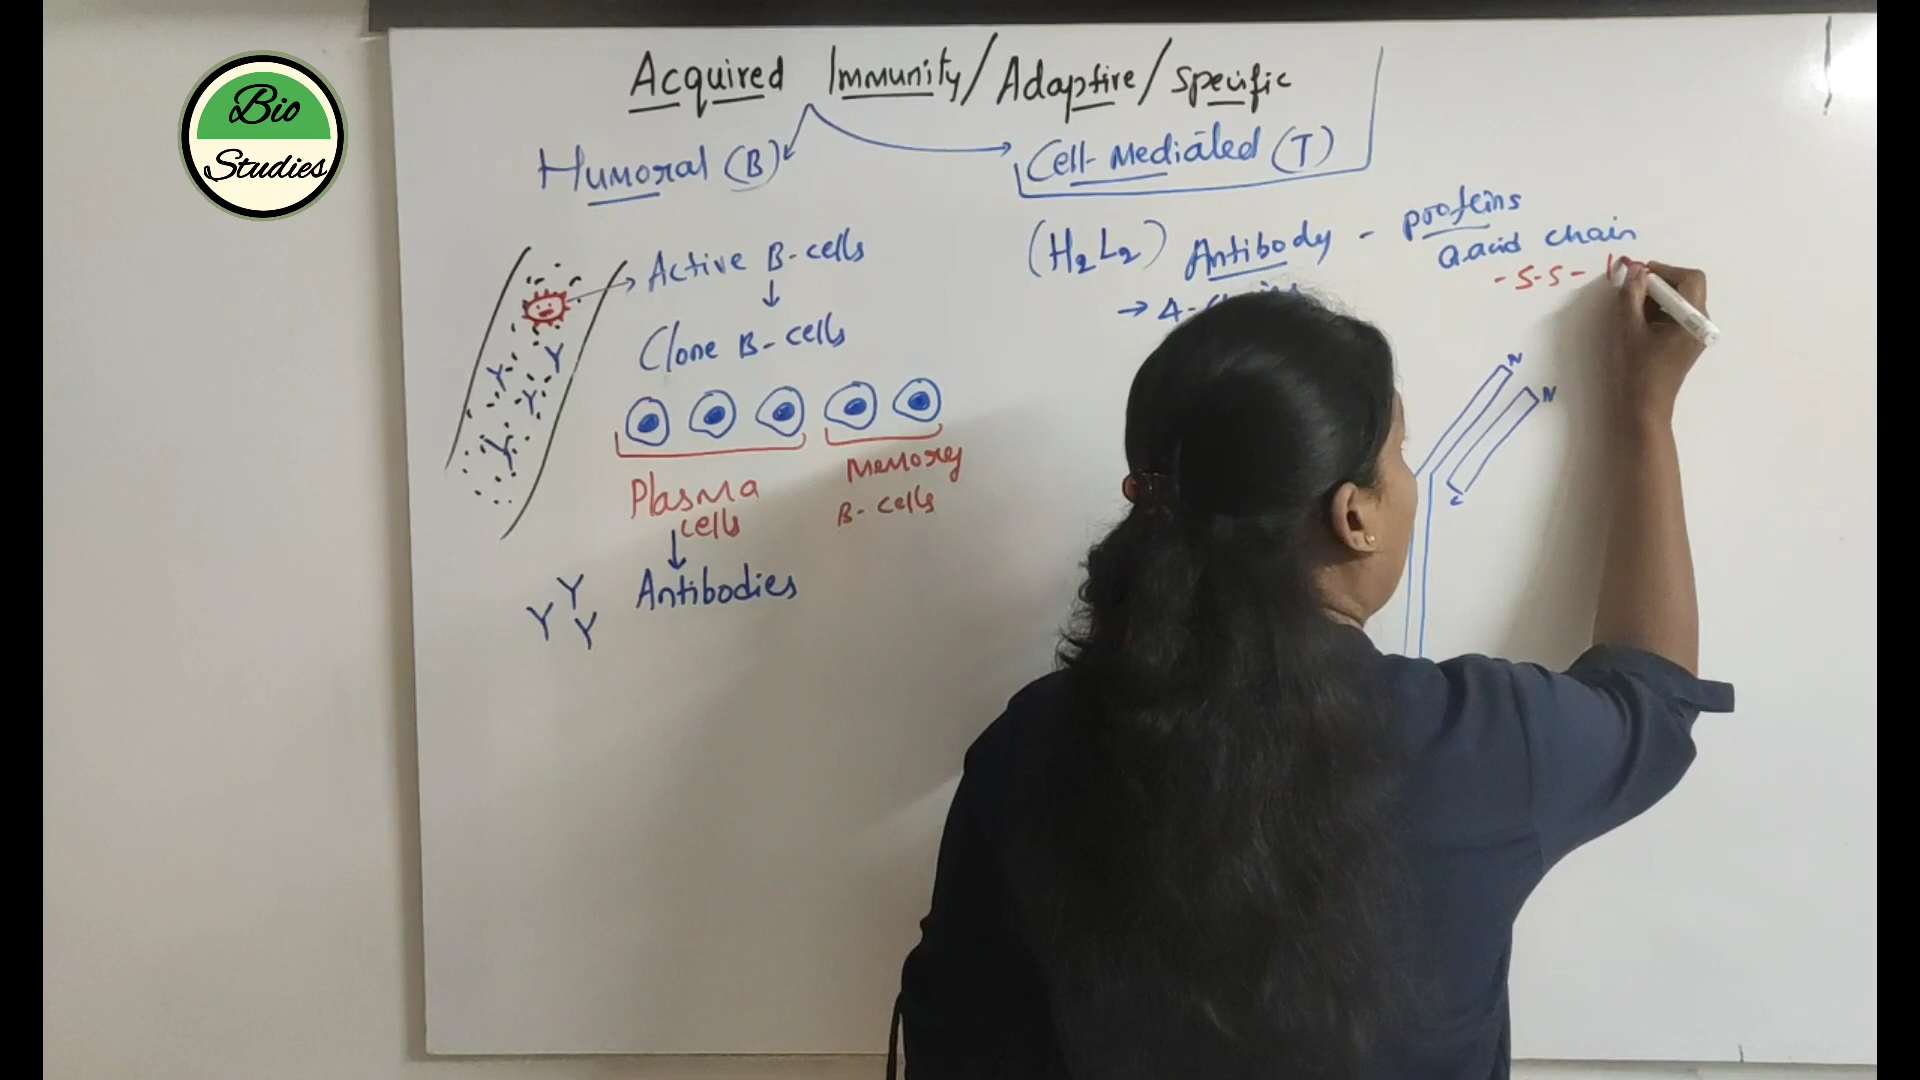 Bio
Studies
Acquired Immunity/Adaptive/Specific
Humoral (B)
Cell-Mediated (T)
Active B-cells
Clone B-cells
Plasma
cells
Memory
B-cells
Antibodies
(H2L2) Antibody - proteins
a.acid chain
-S-S-
→ 4-
N
N
C